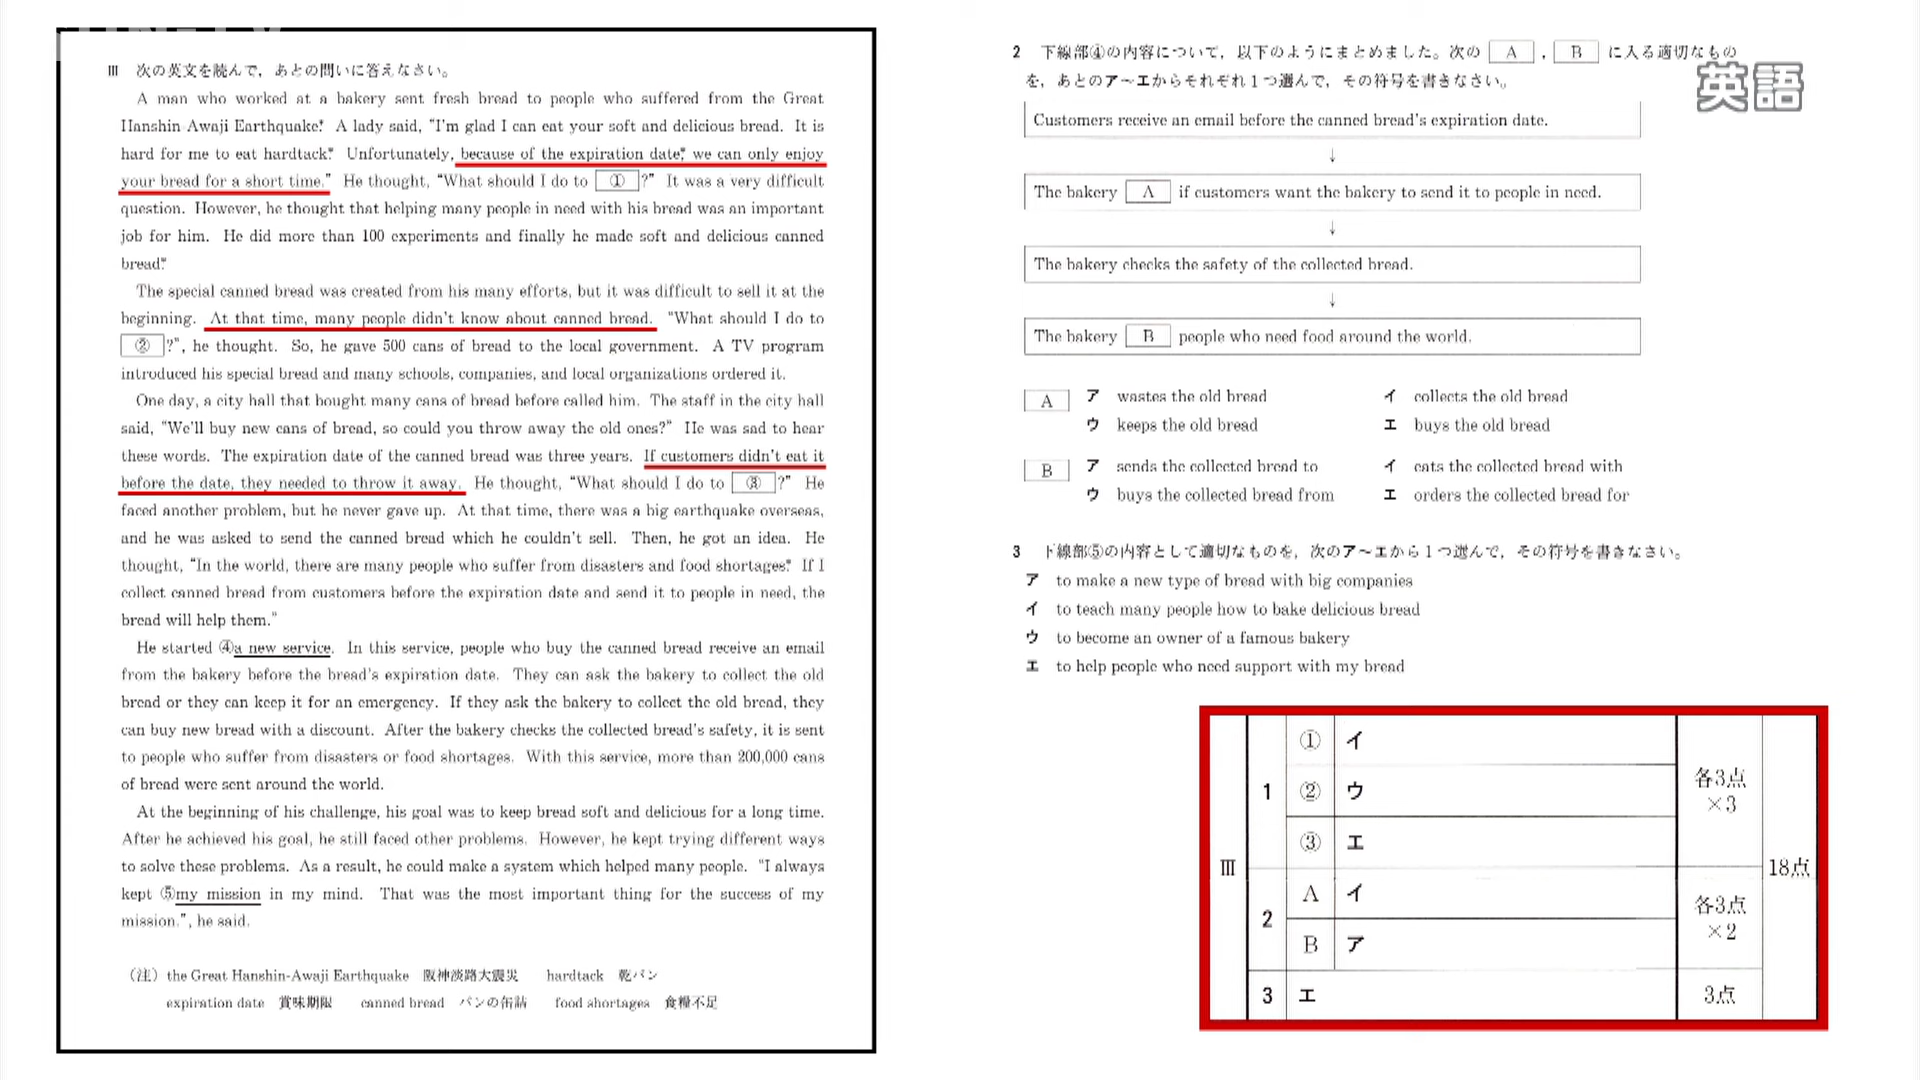 Ⅲ 次の英文を読んで，あとの問いに答えなさい。
A man who worked at a bakery sent fresh bread to people who suffered from the Great
Hanshin-Awaji Earthquake*. A lady said, “I’m glad I can eat your soft and delicious bread. It is
hard for me to eat hardtack*. Unfortunately, because of the expiration date*, we can only enjoy
your bread for a short time.” He thought, “What should I do to ① ?” It was a very difficult
question. However, he thought that helping many people in need with his bread was an important
job for him. He did more than 100 experiments and finally he made soft and delicious canned
bread*.
The special canned bread was created from his many efforts, but it was difficult to sell it at the
beginning. At that time, many people didn’t know about canned bread. “What should I do to
② ?”, he thought. So, he gave 500 cans of bread to the local government. A TV program
introduced his special bread and many schools, companies, and local organizations ordered it.
One day, a city hall that bought many cans of bread before called him. The staff in the city hall
said, “We’ll buy new cans of bread, so could you throw away the old ones?” He was sad to hear
these words. The expiration date of the canned bread was three years. If customers didn’t eat it
before the date, they needed to throw it away. He thought, “What should I do to ③ ?” He
faced another problem, but he never gave up. At that time, there was a big earthquake overseas,
and he was asked to send the canned bread which he couldn’t sell. Then, he got an idea. He
thought, “In the world, there are many people who suffer from disasters and food shortages*. If I
collect canned bread from customers before the expiration date and send it to people in need, the
bread will help them.”
He started ④a new service. In this service, people who buy the canned bread receive an email
from the bakery before the bread’s expiration date. They can ask the bakery to collect the old
bread or they can keep it for an emergency. If they ask the bakery to collect the old bread, they
can buy new bread with a discount. After the bakery checks the collected bread’s safety, it is sent
to people who suffer from disasters or food shortages. With this service, more than 200,000 cans
of bread were sent around the world.
At the beginning of his challenge, his goal was to keep bread soft and delicious for a long time.
After he achieved his goal, he still faced other problems. However, he kept trying different ways
to solve these problems. As a result, he could make a system which helped many people. “I always
kept ⑤my mission in my mind. That was the most important thing for the success of my
mission.”, he said.
（注）the Great Hanshin-Awaji Earthquake 阪神淡路大震災 hardtack 乾パン
expiration date 賞味期限 canned bread パンの缶詰 food shortages 食糧不足
2 下線部④の内容について，以下のようにまとめました。次の A ， B に入る適切なもの
を，あとのア～エからそれぞれ１つ選んで，その符号を書きなさい。
英語
Customers receive an email before the canned bread’s expiration date.
↓
The bakery A if customers want the bakery to send it to people in need.
↓
The bakery checks the safety of the collected bread.
↓
The bakery B people who need food around the world.
A ア wastes the old bread イ collects the old bread
ウ keeps the old bread エ buys the old bread
B ア sends the collected bread to イ eats the collected bread with
ウ buys the collected bread from エ orders the collected bread for
3 下線部⑤の内容として適切なものを，次のア～エから１つ選んで，その符号を書きなさい。
ア to make a new type of bread with big companies
イ to teach many people how to bake delicious bread
ウ to become an owner of a famous bakery
エ to help people who need support with my bread
Ⅲ 1 ① イ 各3点 ×3 18点
② ウ
③ エ
2 A イ 各3点 ×2
B ア
3 エ 3点